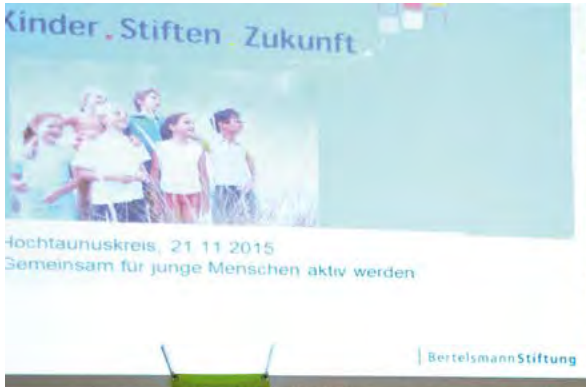 Kinder.Stiften Zukunft
Hochtaunuskreis, 21 11 2015
Gemeinsam für junge Menschen aktiv werden
BertelsmannStiftung